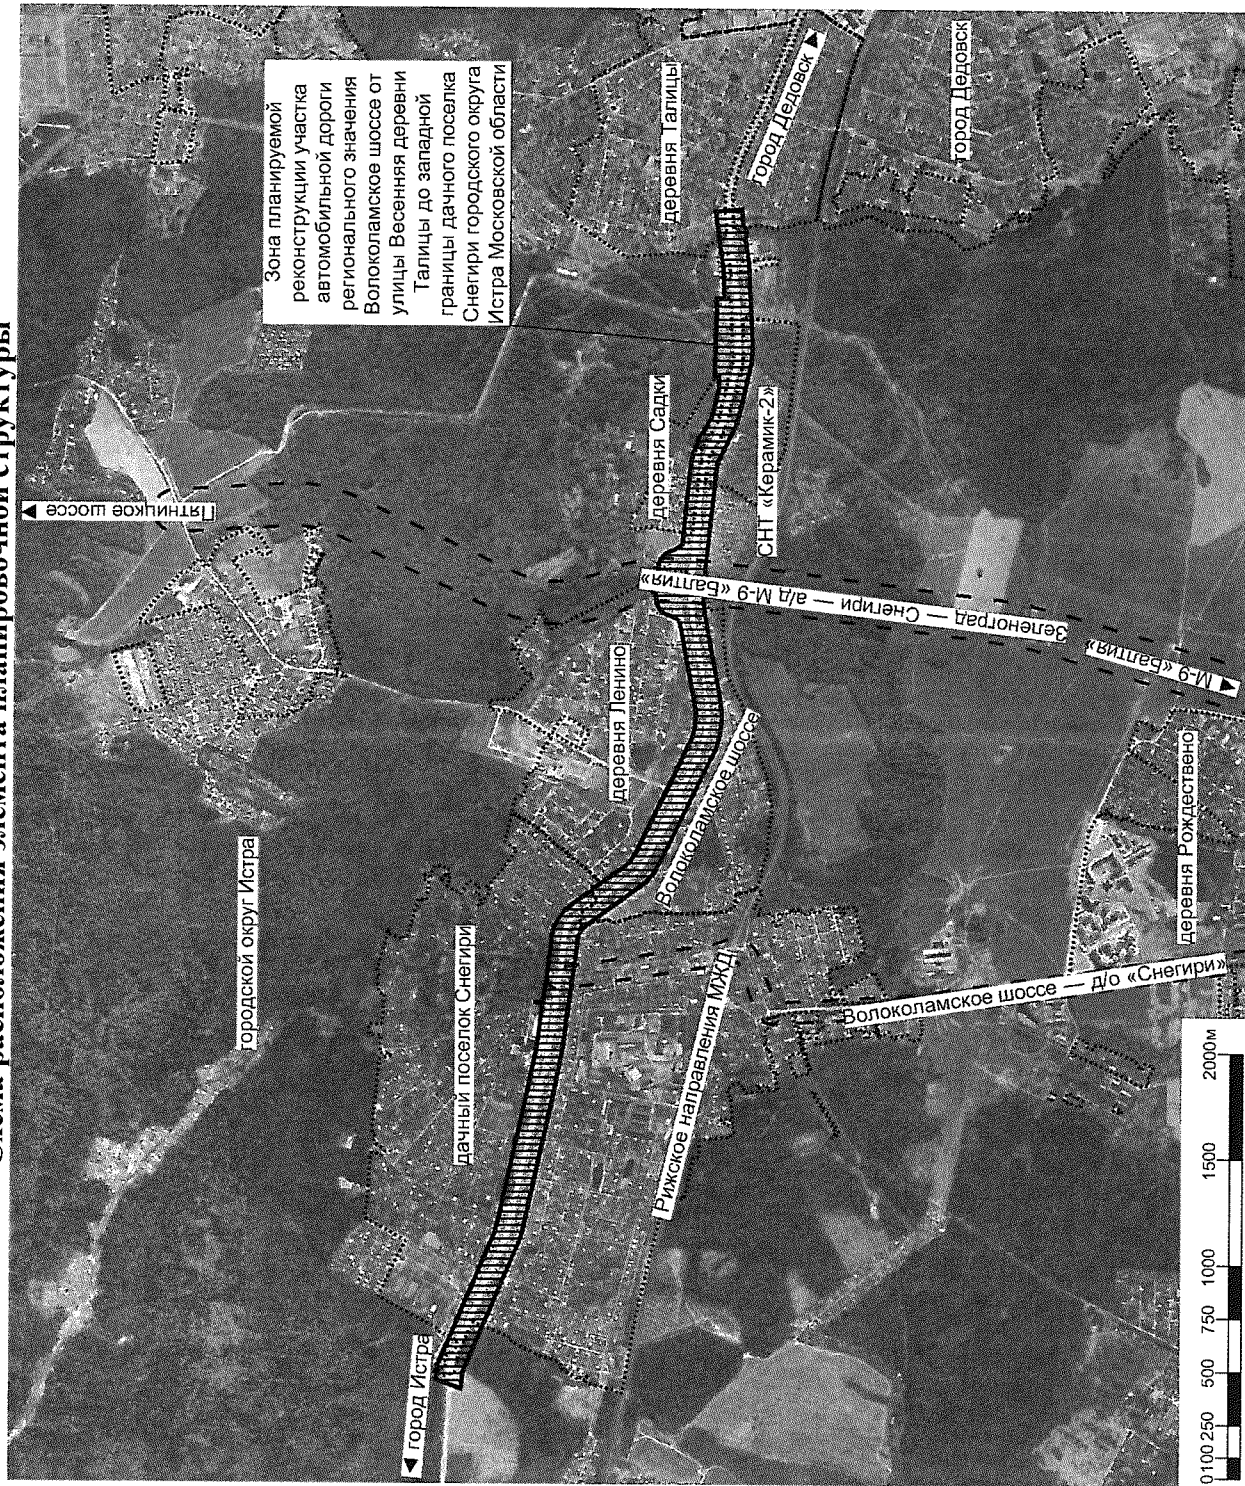 Схема расположения элемента планировочной структуры
Зона планируемой
реконструкции участка
автомобильной дороги
регионального значения
Волоколамское шоссе от
улицы Весенняя деревни
Талицы до западной
границы дачного поселка
Снегири городского округа
Истра Московской области
◄ город Истра
городской округ Истра
дачный поселок Снегири
деревня Ленино
Пятницкое шоссе ►
деревня Садки
деревня Талицы
город Дедовск ►
город Дедовск
СНТ «Керамик-2»
Зеленоград — Снегири — а/д М-9 «Балтия»
◄ М-9 «Балтия»
Волоколамское шоссе
Рижское направления МЖД
Волоколамское шоссе — д/о «Снегири»
деревня Рождествено
0 100 250 500 750 1000 1500 2000м